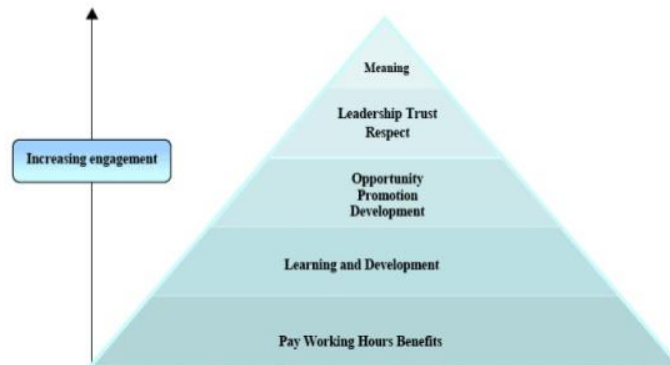 Meaning
Leadership Trust
Respect
Increasing engagement
Opportunity
Promotion
Development
Learning and Development
Pay Working Hours Benefits